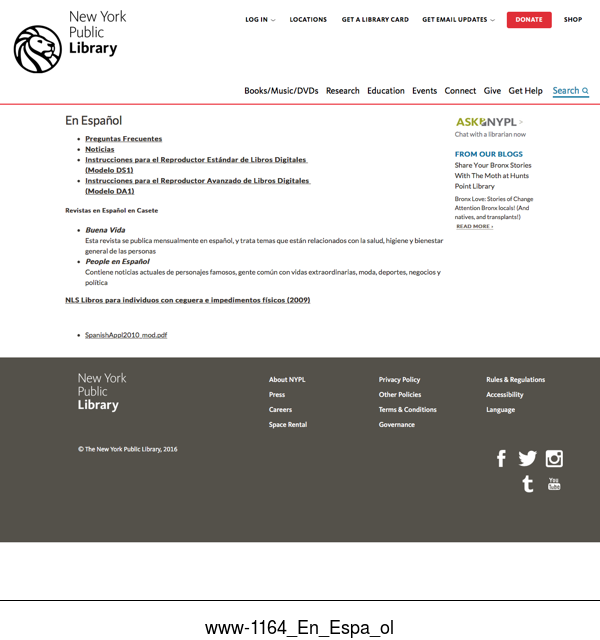 New York
Public
Library
LOG IN
LOCATIONS
GET A LIBRARY CARD
GET EMAIL UPDATES
DONATE
SHOP
Books/Music/DVDs
Research
Education
Events
Connect
Give
Get Help
Search
En Español
Preguntas Frecuentes
Noticias
Instrucciones para el Reproductor Estándar de Libros Digitales
(Modelo DS1)
Instrucciones para el Reproductor Avanzado de Libros Digitales
(Modelo DA1)
Revistas en Español en Casete
Buena Vida
Esta revista se publica mensualmente en español, y trata temas que están relacionados con la salud, higiene y bienestar
general de las personas
People en Español
Contiene noticias actuales de personajes famosos, gente común con vidas extraordinarias, moda, deportes, negocios y
política
NLS Libros para individuos con ceguera e impedimentos físicos (2009)
SpanishAppl2010_mod.pdf
ASK NYPL >
Chat with a librarian now
FROM OUR BLOGS
Share Your Bronx Stories
With The Moth at Hunts
Point Library
Bronx Love: Stories of Change
Attention Bronx locals! (And
natives, and transplants!)
READ MORE ›
New York
Public
Library
About NYPL
Press
Careers
Space Rental
Privacy Policy
Other Policies
Terms & Conditions
Governance
Rules & Regulations
Accessibility
Language
© The New York Public Library, 2016
You
Tube
www-1164_En_Espa_ol